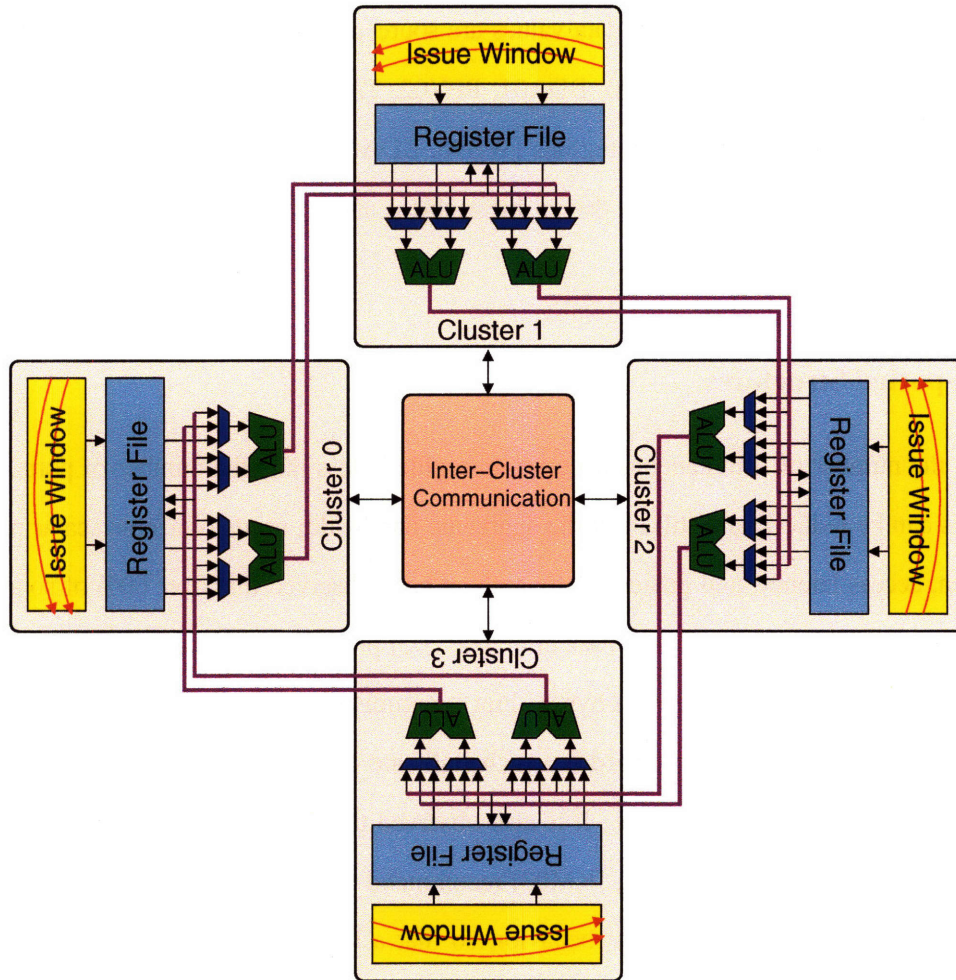 Issue Window
Register File
ALU ALU
Cluster 1
Issue Window
Register File
ALU
ALU
Cluster 0
Inter-Cluster
Communication
Cluster 2
ALU
ALU
Register File
Issue Window
Cluster 3
ALU ALU
Register File
Issue Window